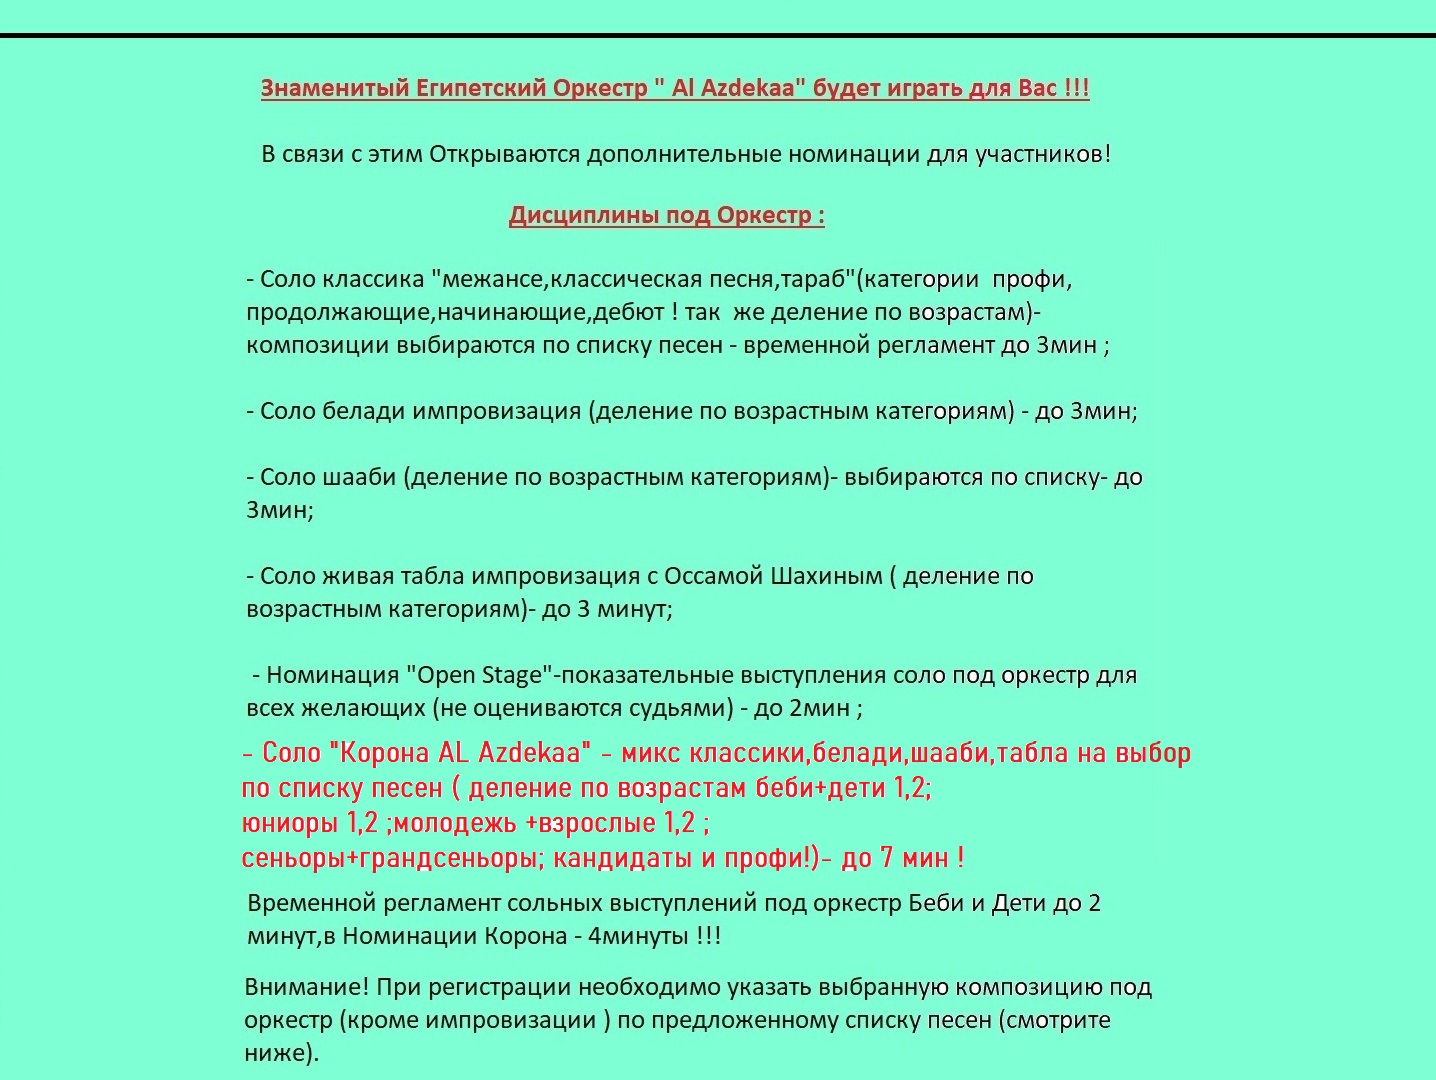 Знаменитый Египетский Оркестр " Al Azdekaa" будет играть для Вас !!!
В связи с этим Открываются дополнительные номинации для участников!
Дисциплины под Оркестр :
- Соло классика "межансе,классическая песня,тараб"(категории  профи,
продолжающие,начинающие,дебют ! так  же деление по возрастам)-
композиции выбираются по списку песен - временной регламент до 3мин ;
- Соло белади импровизация (деление по возрастным категориям) - до 3мин;
- Соло шааби (деление по возрастным категориям)- выбираются по списку- до
3мин;
- Соло живая табла импровизация с Оссамой Шахиным ( деление по
возрастным категориям)- до 3 минут;
- Номинация "Open Stage"-показательные выступления соло под оркестр для
всех желающих (не оцениваются судьями) - до 2мин ;
- Соло "Корона AL Azdekaa" - микс классики,белади,шааби,табла на выбор
по списку песен ( деление по возрастам беби+дети 1,2;
юниоры 1,2 ;молодежь +взрослые 1,2 ;
сеньоры+грандсеньоры; кандидаты и профи!)- до 7 мин !
Временной регламент сольных выступлений под оркестр Беби и Дети до 2
минут,в Номинации Корона - 4минуты !!!
Внимание! При регистрации необходимо указать выбранную композицию под
оркестр (кроме импровизации ) по предложенному списку песен (смотрите
ниже).